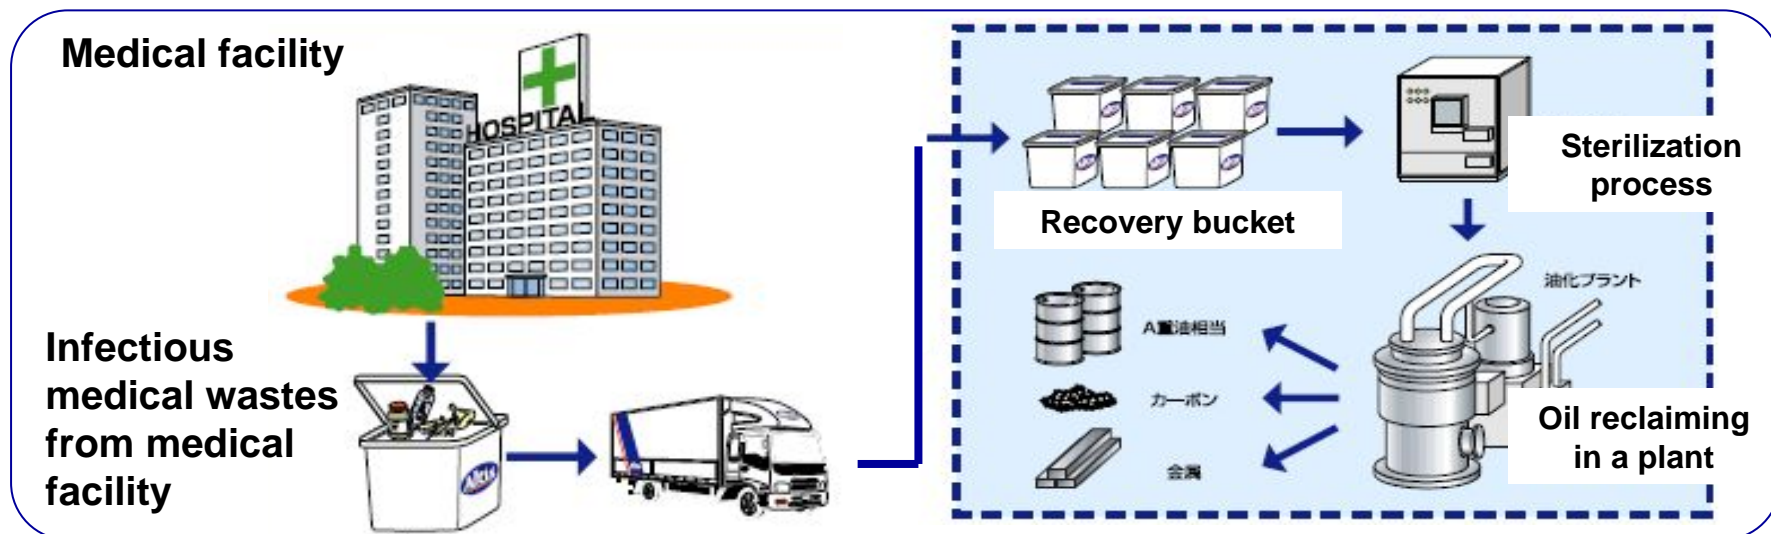 Medical facility
HOSPITAL
Infectious
medical wastes
from medical
facility
Recovery bucket
Sterilization
process
油化プラント
A重油相当
カーボン
金属
Oil reclaiming
in a plant